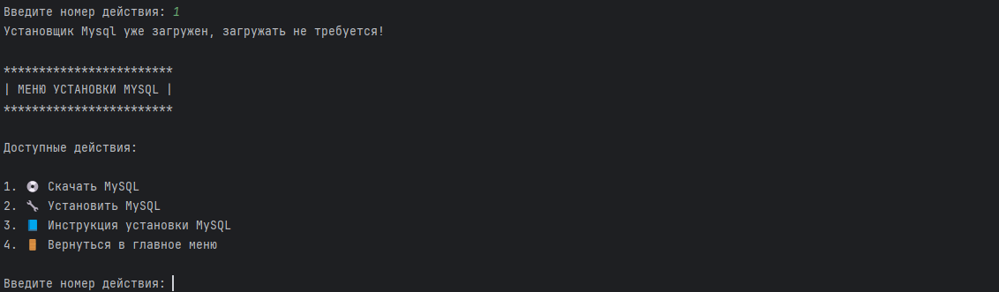 Введите номер действия: 1
Установщик Mysql уже загружен, загружать не требуется!
************************
| МЕНЮ УСТАНОВКИ MYSQL |
************************
Доступные действия:
1. 💿 Скачать MySQL
2. 🔧 Установить MySQL
3. 📘 Инструкция установки MySQL
4. 🚪 Вернуться в главное меню
Введите номер действия: